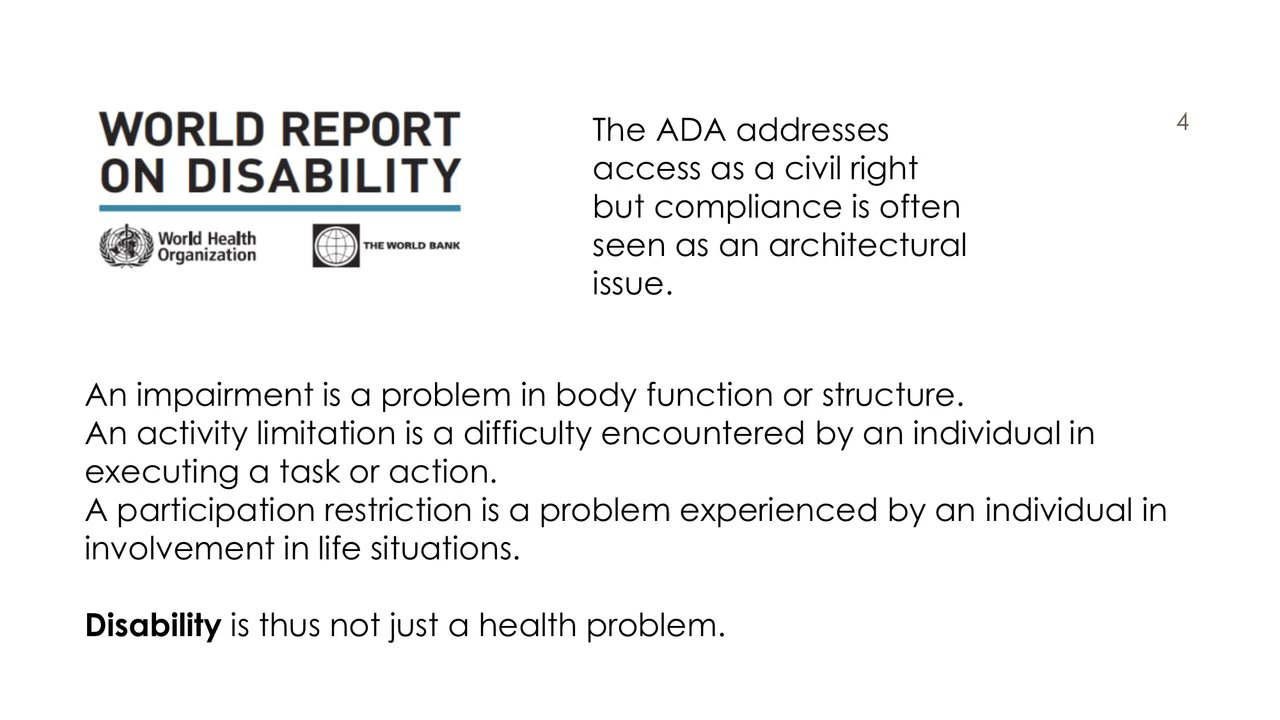 WORLD REPORT
ON DISABILITY
World Health
Organization
THE WORLD BANK
The ADA addresses
access as a civil right
but compliance is often
seen as an architectural
issue.
4
An impairment is a problem in body function or structure.
An activity limitation is a difficulty encountered by an individual in
executing a task or action.
A participation restriction is a problem experienced by an individual in
involvement in life situations.
Disability is thus not just a health problem.